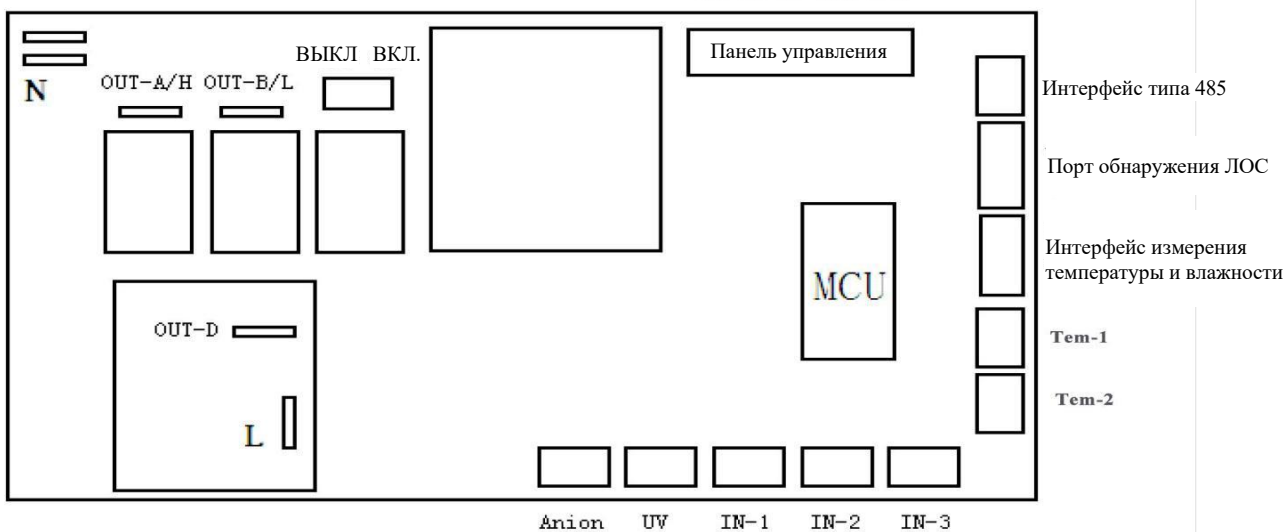 ВЫКЛ ВКЛ.
Панель управления
N
OUT-A/H OUT-B/L
Интерфейс типа 485
Порт обнаружения ЛОС
Интерфейс измерения
температуры и влажности
MCU
OUT-D
Tem-1
Tem-2
L
Anion UV IN-1 IN-2 IN-3